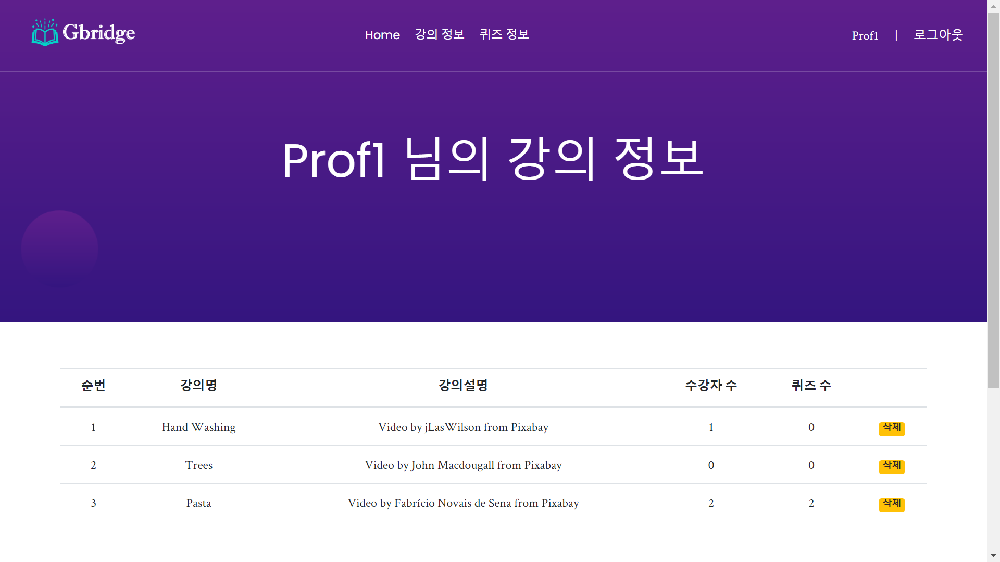 Gbridge Home 강의 정보 퀴즈 정보 Prof1 | 로그아웃
Prof1 님의 강의 정보
순번 강의명 강의설명 수강자 수 퀴즈 수
1 Hand Washing Video by jLasWilson from Pixabay 1 0 삭제
2 Trees Video by John Macdougall from Pixabay 0 0 삭제
3 Pasta Video by Fabrício Novais de Sena from Pixabay 2 2 삭제